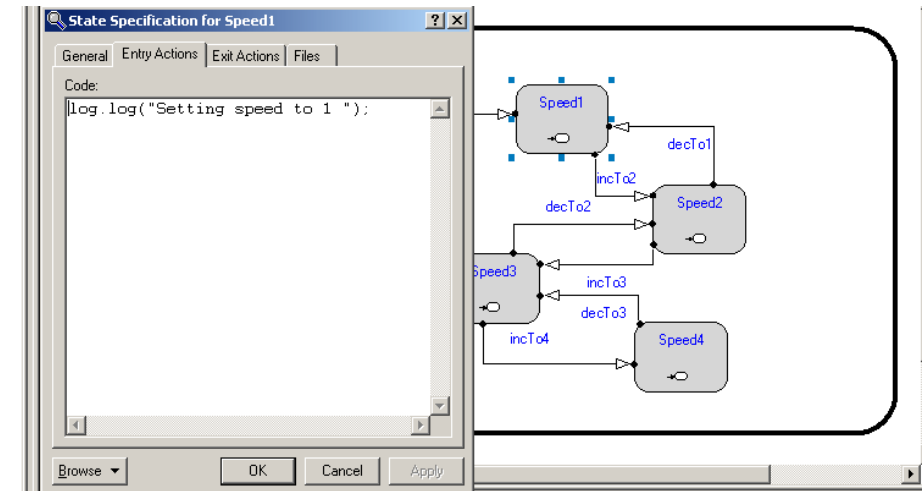 State Specification for Speed1
General Entry Actions Exit Actions Files
Code:
log.log("Setting speed to 1 ");
Browse OK Cancel Apply
Speed1
decTo1
incTo2
decTo2 Speed2
Speed3
incTo3
decTo3
incTo4 Speed4